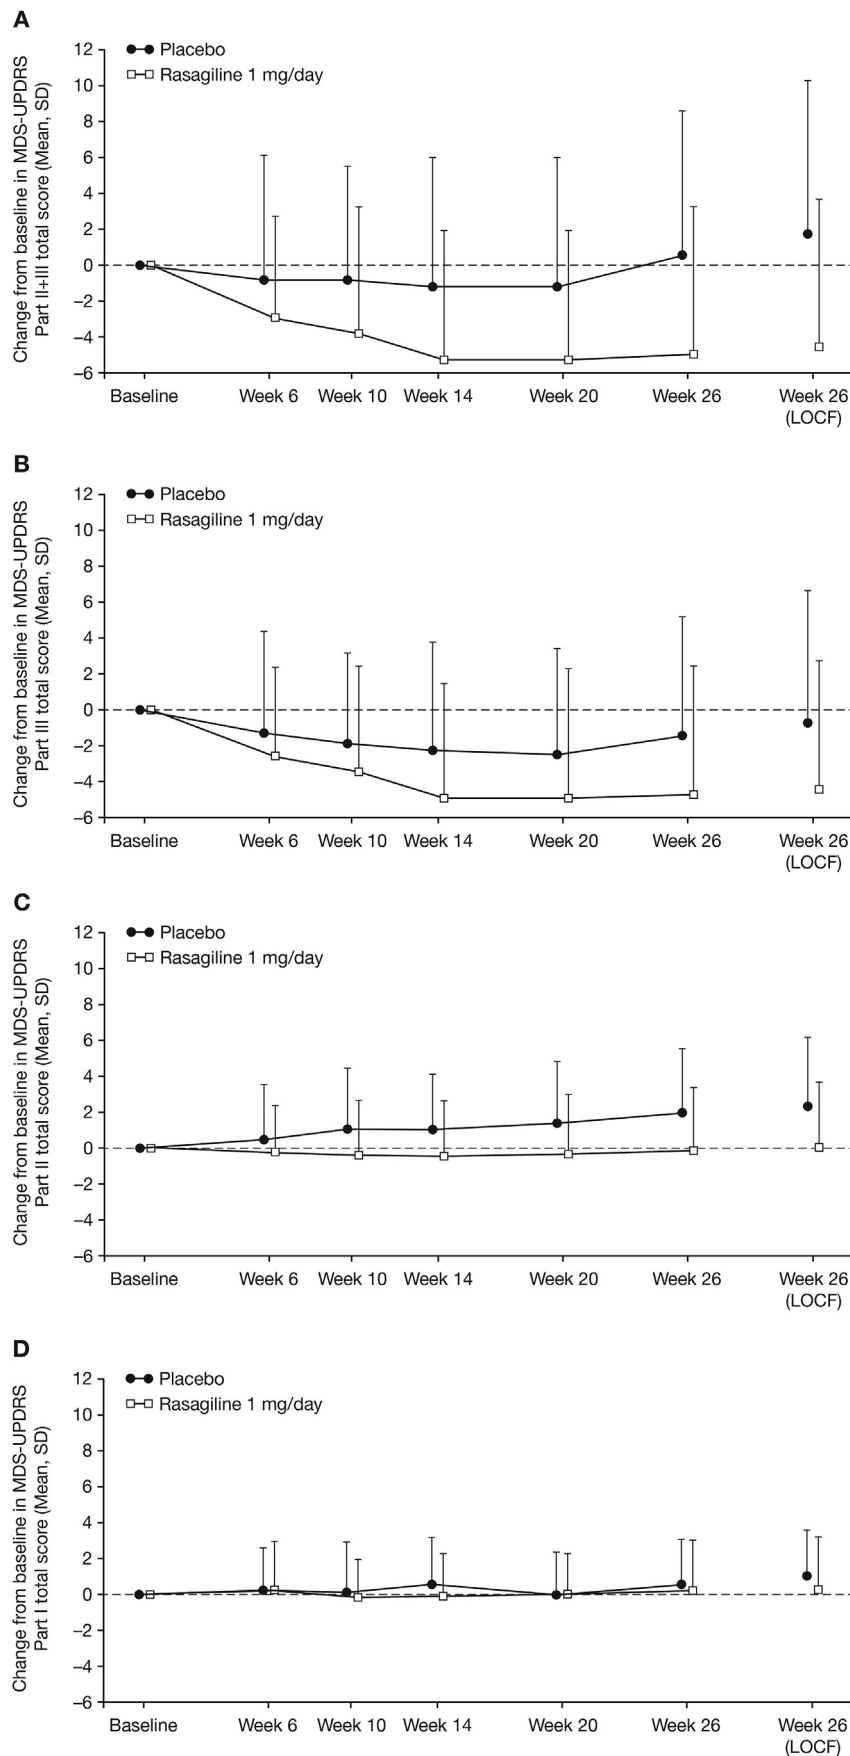 A
Change from baseline in MDS-UPDRS
Part II+III total score (Mean, SD)
12
10
8
6
4
2
0
–2
–4
–6
Placebo
Rasagiline 1 mg/day
Baseline Week 6 Week 10 Week 14 Week 20 Week 26 Week 26
(LOCF)
B
Change from baseline in MDS-UPDRS
Part III total score (Mean, SD)
12
10
8
6
4
2
0
–2
–4
–6
Placebo
Rasagiline 1 mg/day
Baseline Week 6 Week 10 Week 14 Week 20 Week 26 Week 26
(LOCF)
C
Change from baseline in MDS-UPDRS
Part II total score (Mean, SD)
12
10
8
6
4
2
0
–2
–4
–6
Placebo
Rasagiline 1 mg/day
Baseline Week 6 Week 10 Week 14 Week 20 Week 26 Week 26
(LOCF)
D
Change from baseline in MDS-UPDRS
Part I total score (Mean, SD)
12
10
8
6
4
2
0
–2
–4
–6
Placebo
Rasagiline 1 mg/day
Baseline Week 6 Week 10 Week 14 Week 20 Week 26 Week 26
(LOCF)